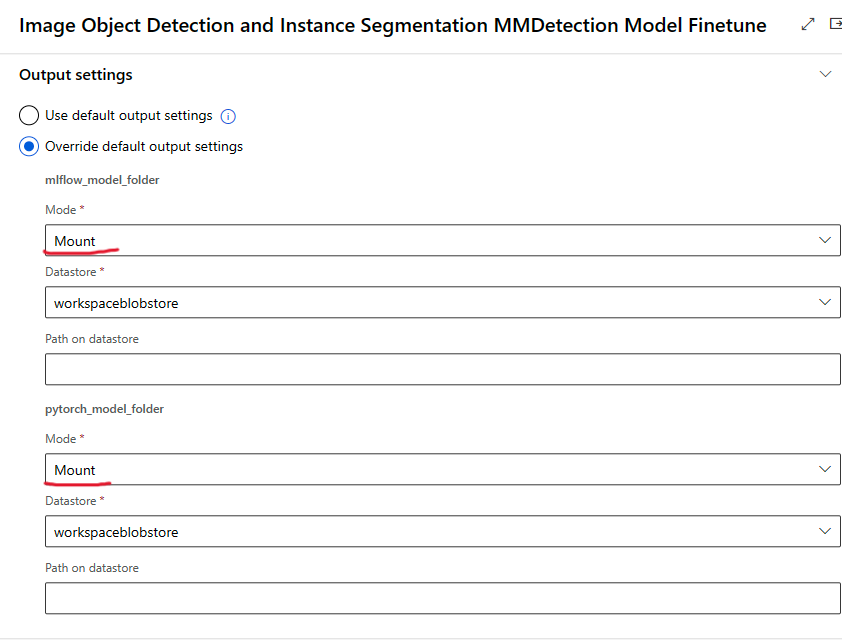 Image Object Detection and Instance Segmentation MMDetection Model Finetune
Output settings
Use default output settings
Override default output settings
mlflow_model_folder
Mode *
Mount
Datastore *
workspaceblobstore
Path on datastore
pytorch_model_folder
Mode *
Mount
Datastore *
workspaceblobstore
Path on datastore